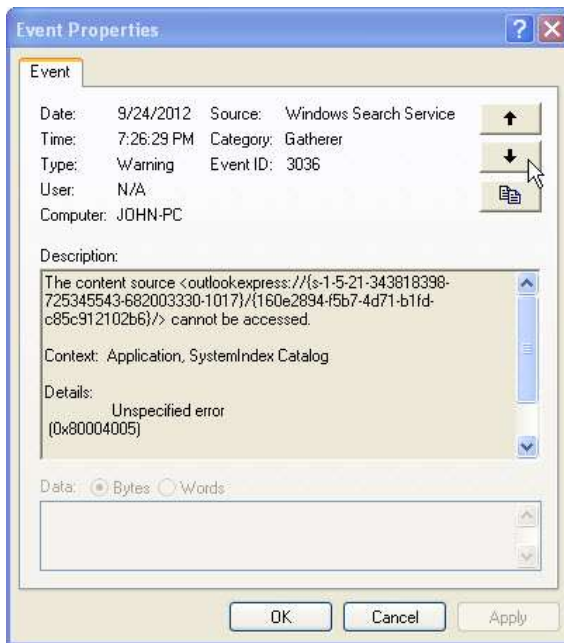 Event Properties
Event
Date: 9/24/2012 Source: Windows Search Service
Time: 7:26:29 PM Category: Gatherer
Type: Warning Event ID: 3036
User: N/A
Computer: JOHN-PC
Description:
The content source <outlookexpress://{s-1-5-21-343818398-
725345543-682003330-1017}/{160e2894-f5b7-4d71-b1fd-
c85c912102b6}/> cannot be accessed.
Context: Application, SystemIndex Catalog
Details:
Unspecified error
(0x80004005)
Data: Bytes Words
OK Cancel Apply